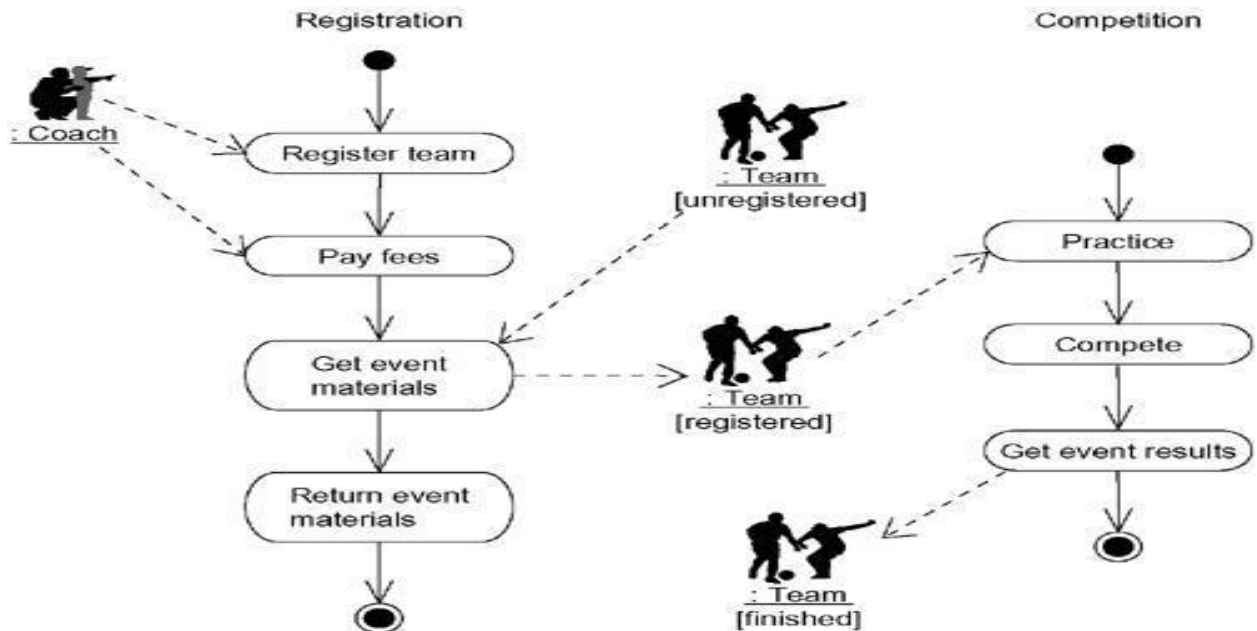 Registration
Competition
: Coach
Register team
: Team
[unregistered]
Pay fees
Practice
Get event
materials
: Team
[registered]
Compete
Get event results
Return event
materials
: Team
[finished]